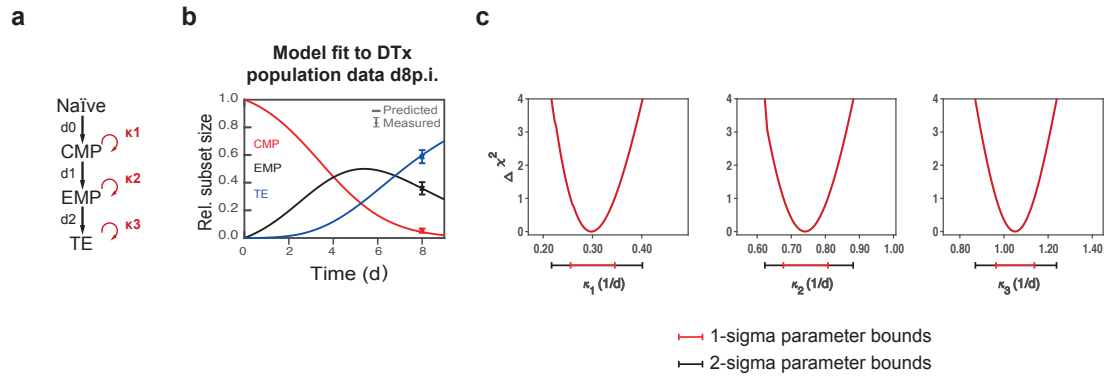 a
Naïve
d0
κ1
CMP
d1
κ2
EMP
d2
κ3
TE
b
Model fit to DTx
population data d8p.i.
Rel. subset size
1.0
0.8
0.6
0.4
0.2
0
Predicted
Measured
CMP
EMP
TE
0 2 4 6 8
Time (d)
c
Δ χ²
4
3
2
1
0
0.20 0.30 0.40
κ₁ (1/d)
4
3
2
1
0
0.60 0.70 0.80 0.90 1.00
κ₂ (1/d)
4
3
2
1
0
0.80 1.00 1.20 1.40
κ₃ (1/d)
1-sigma parameter bounds
2-sigma parameter bounds